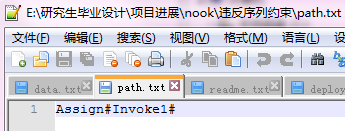 E:\研究生毕业设计\项目进展\nook\违反序列约束\path.txt
文件(F) 编辑(E) 搜索(S) 视图(V) 格式(M) 语言(L)
data.txt path.txt readme.txt deploy
1 Assign#Invoke1#